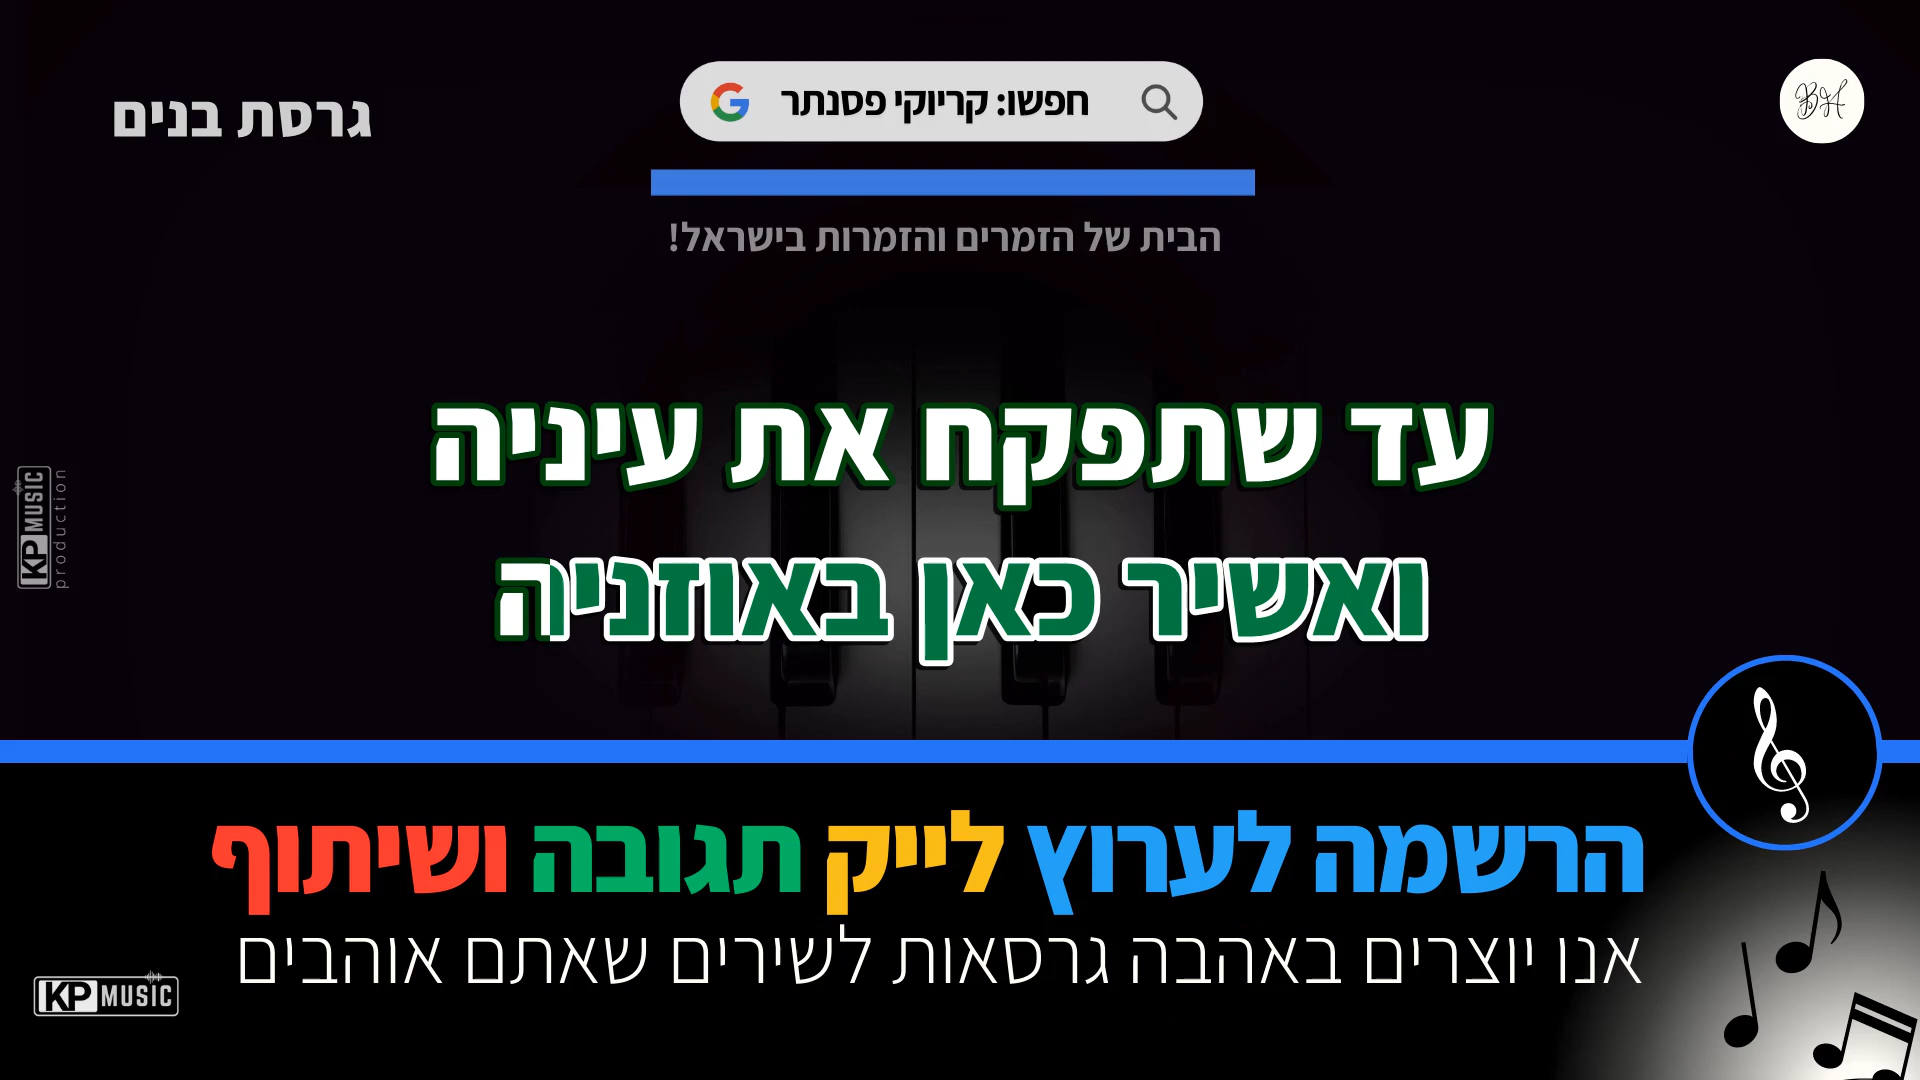 גרסת בנים
חפשו: קריוקי פסנתר
BH
הבית של הזמרים והזמרות בישראל!
עד שתפקח את עיניה
ואשיר כאן באוזניה
KP MUSIC
production
הרשמה לערוץ לייק תגובה ושיתוף
אנו יוצרים באהבה גרסאות לשירים שאתם אוהבים
KP MUSIC